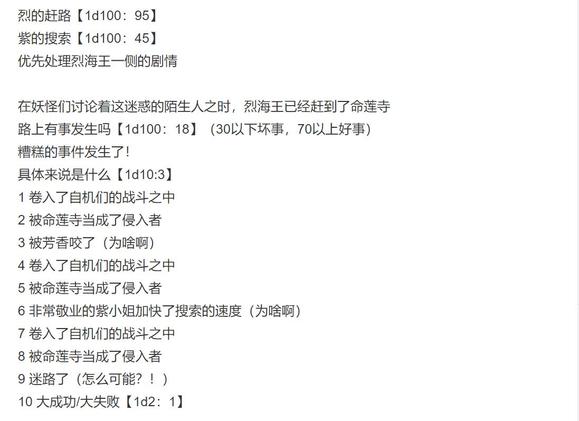 烈的赶路【1d100：95】
紫的搜索【1d100：45】
优先处理烈海王一侧的剧情
在妖怪们讨论着这迷惑的陌生人之时，烈海王已经赶到了命莲寺
路上有事发生吗【1d100：18】（30以下坏事，70以上好事）
糟糕的事件发生了！
具体来说是什么【1d10:3】
1 卷入了自机们的战斗之中
2 被命莲寺当成了侵入者
3 被芳香咬了（为啥啊）
4 卷入了自机们的战斗之中
5 被命莲寺当成了侵入者
6 非常敬业的紫小姐加快了搜索的速度（为啥啊）
7 卷入了自机们的战斗之中
8 被命莲寺当成了侵入者
9 迷路了（怎么可能？！）
10 大成功/大失败【1d2：1】